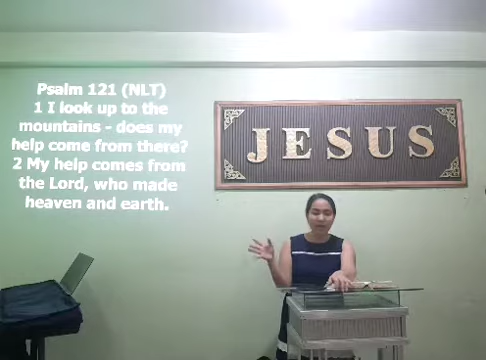 Psalm 121 (NLT)
1 I look up to the
mountains - does my
help come from there?
2 My help comes from
the Lord, who made
heaven and earth.
JESUS